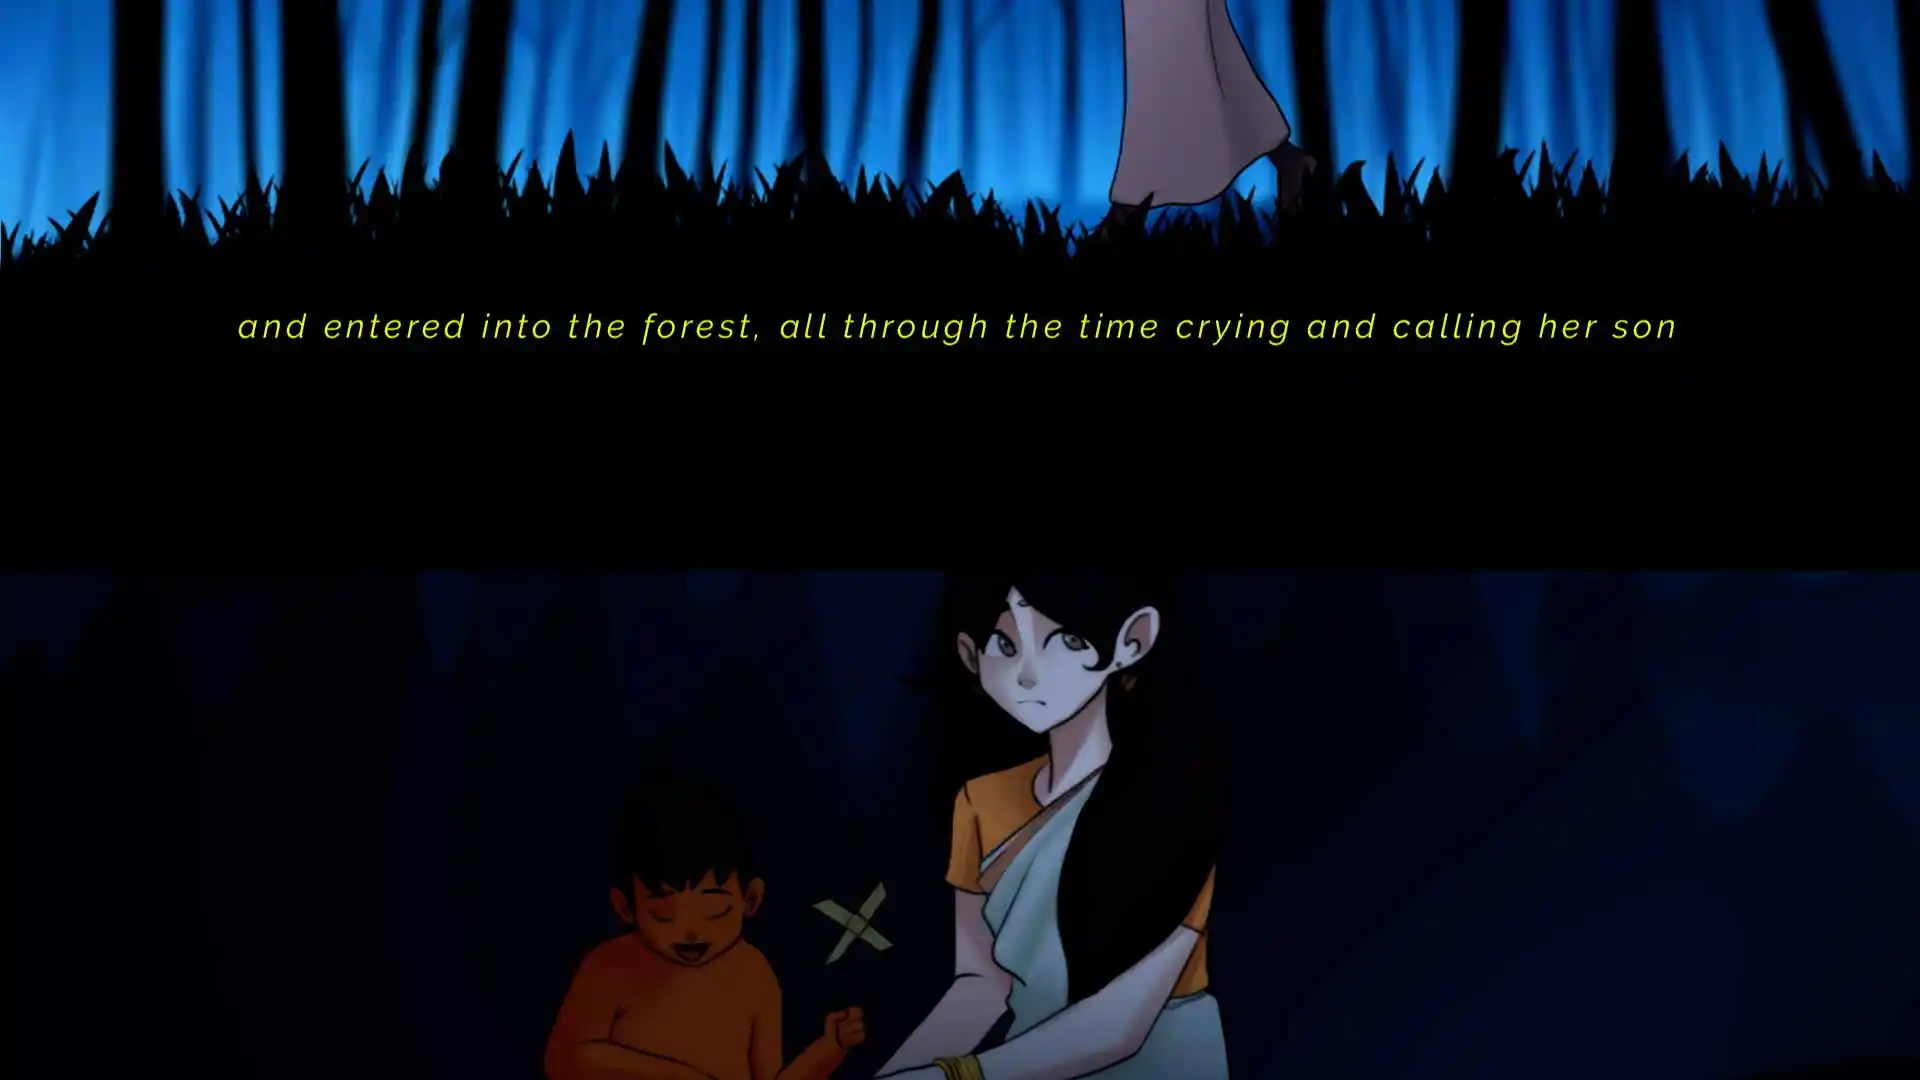 and entered into the forest, all through the time crying and calling her son